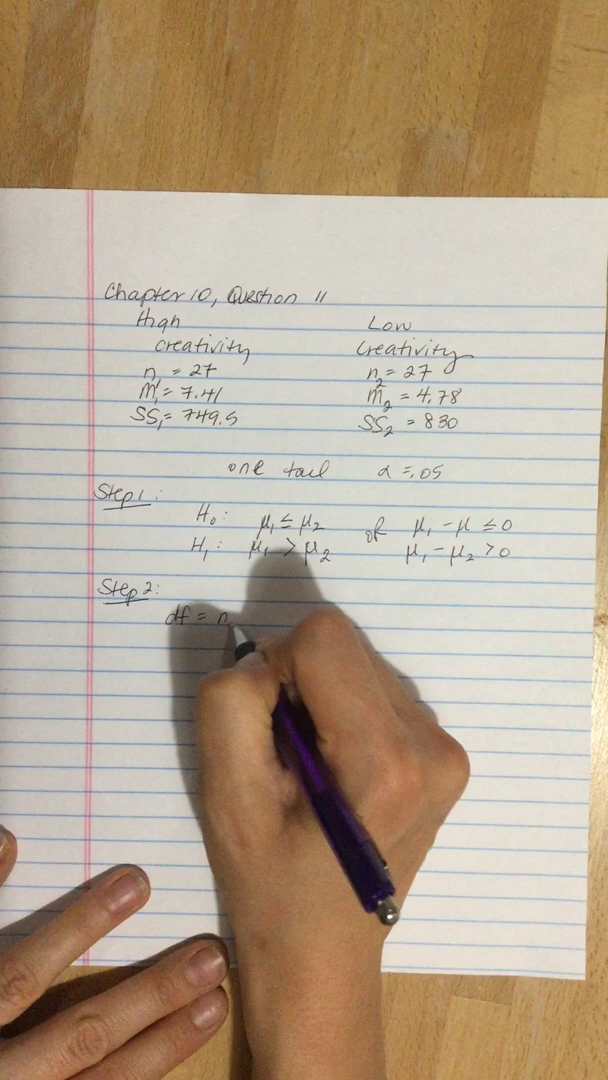 Chapter 10, Question 11
High Low
creativity Creativity
n₁ = 27 n₂ = 27
M₁ = 7.41 M₂ = 4.78
SS₁ = 749.5 SS₂ = 830
one tail α = .05
Step 1:
H₀: μ₁ ≤ μ₂ of μ₁ - μ ≤ 0
H₁: μ₁ > μ₂ μ₁ - μ₂ > 0
Step 2:
df = n